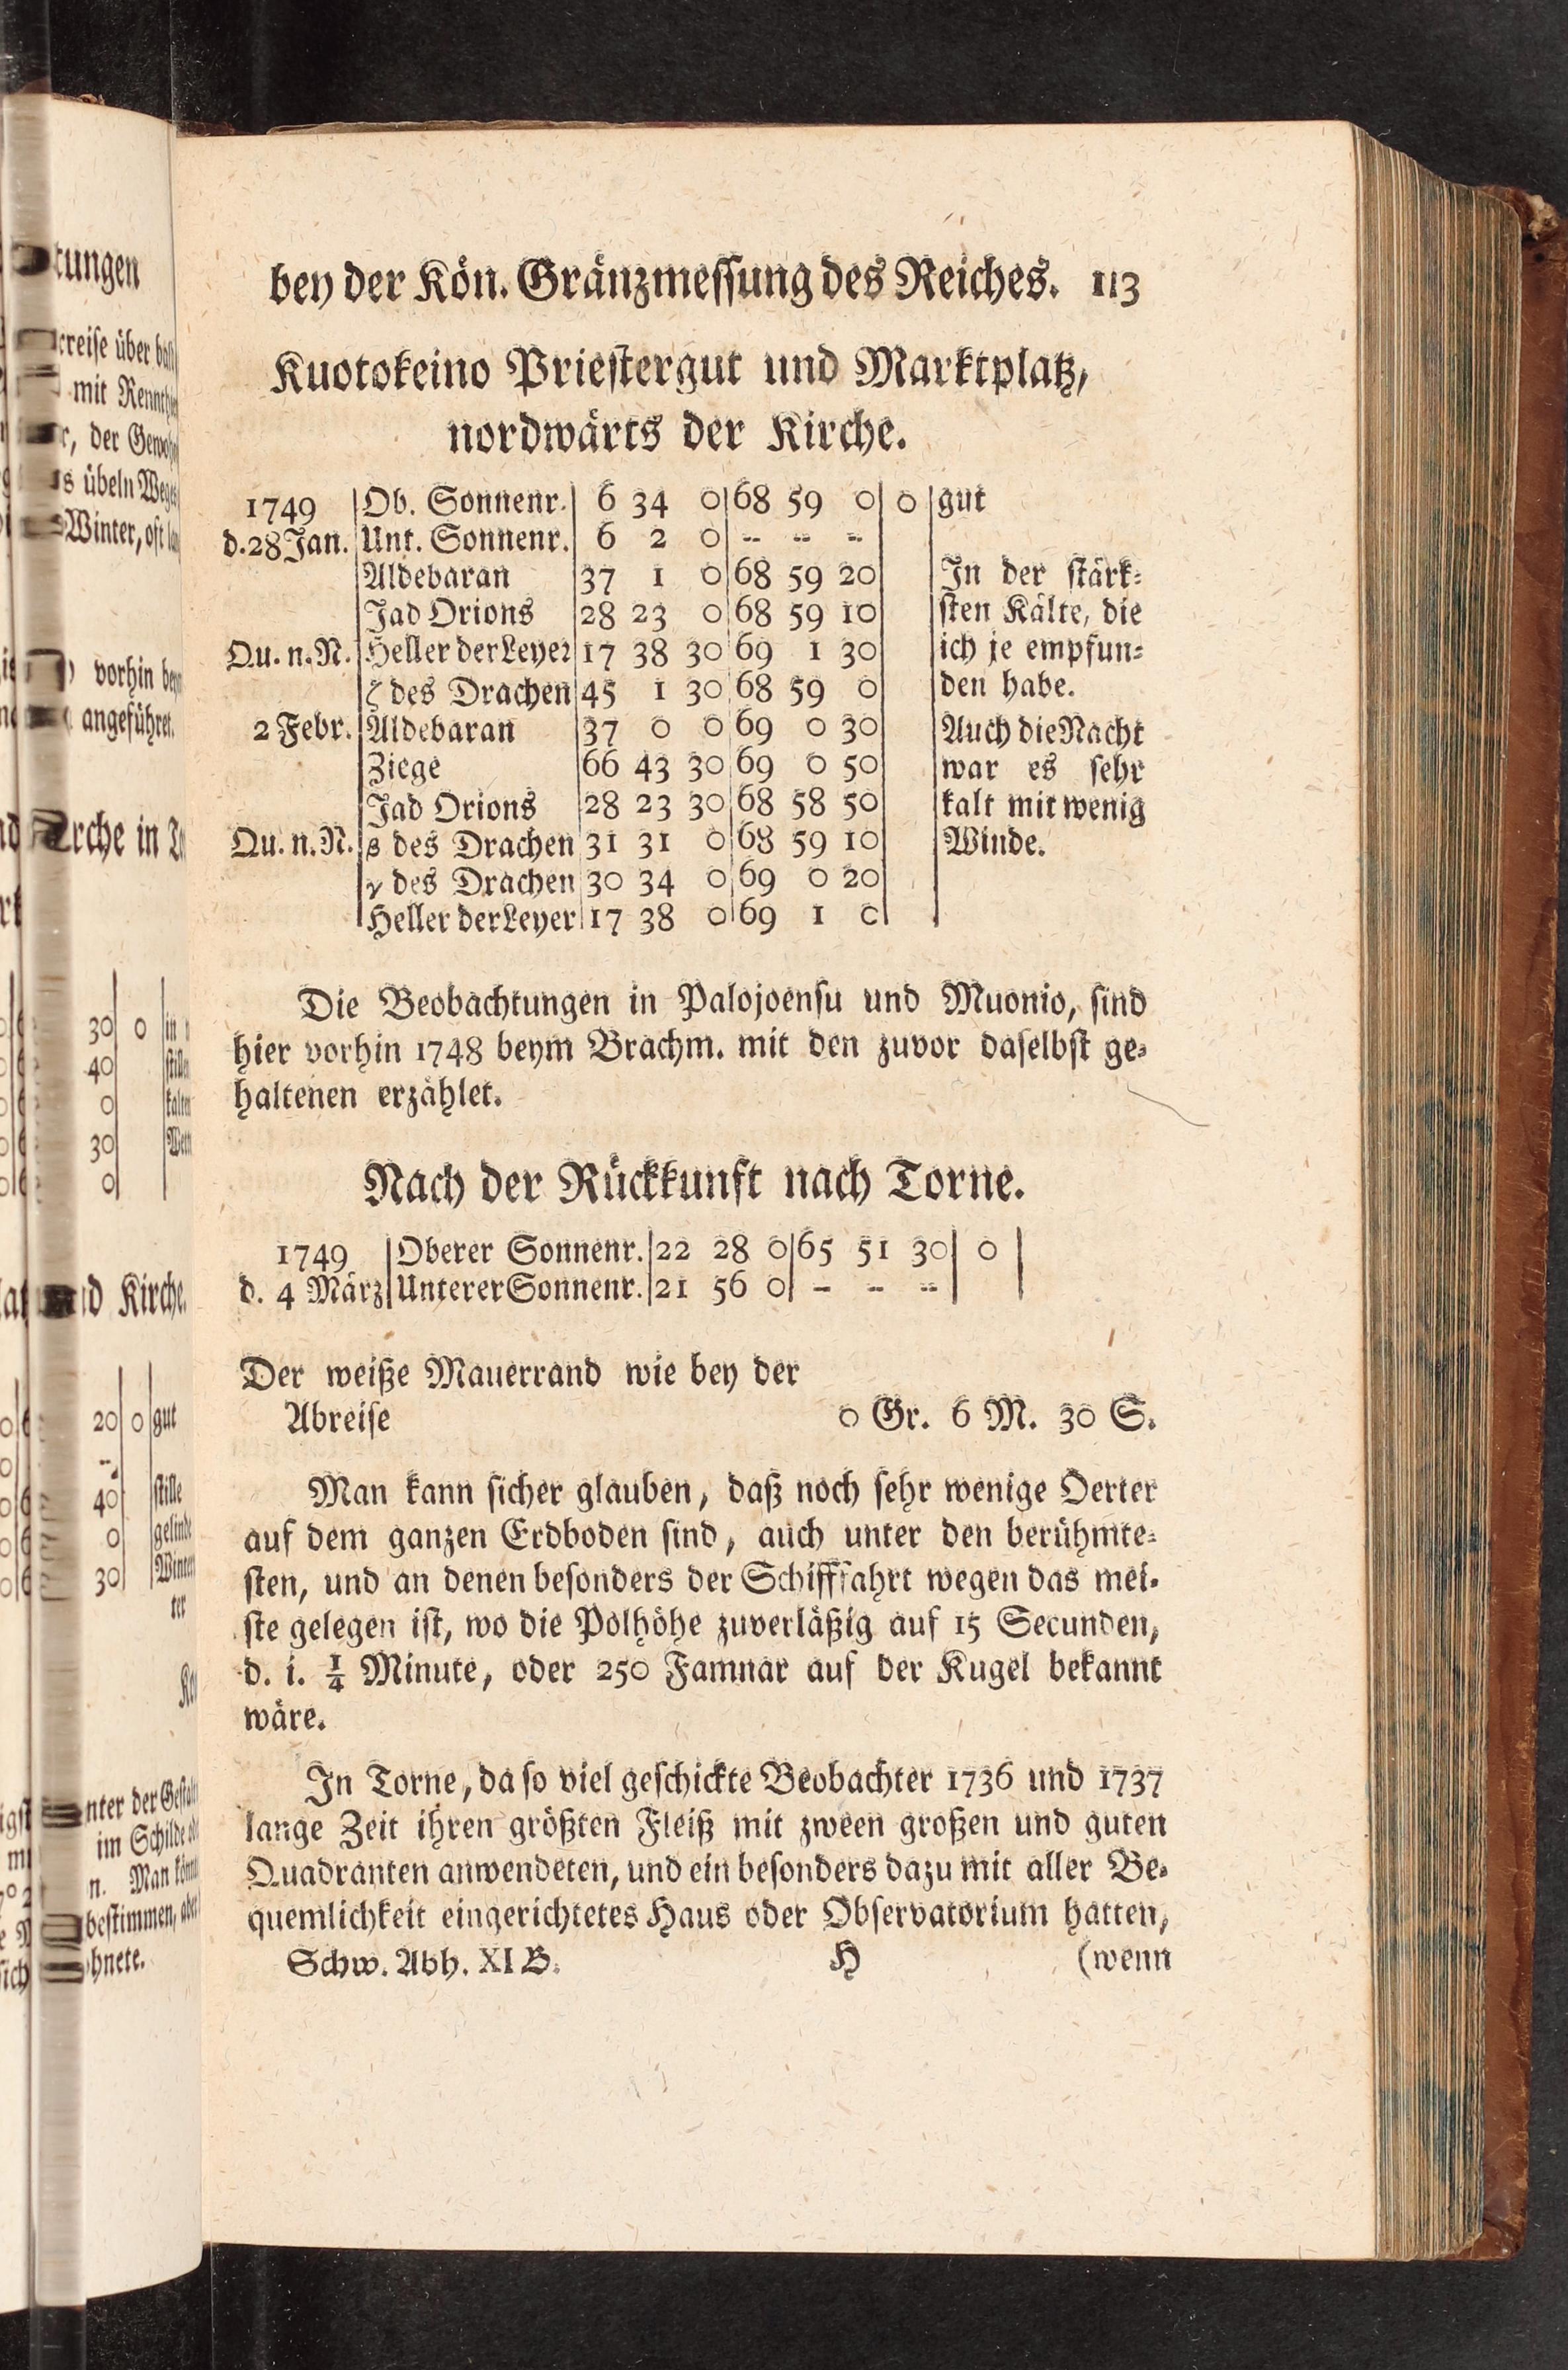 bey der Kön. Gränzmessung des Reiches. 113
Kuotokeino Priestergut und Marktplatz,
nordwärts der Kirche.
1749 Ob. Sonnenr. 6 34 0 68 59 0 0 gut
d. 28 Jan. Unt. Sonnenr. 6 2 0 -- -- --
Aldebaran 37 1 0 68 59 20 In der stärk-
Jad Orions 28 23 0 68 59 10 sten Kälte, die
Qu. n. N. Heller der Leyer 17 38 30 69 1 30 ich je empfun-
ζ des Drachen 45 1 30 68 59 0 den habe.
2 Febr. Aldebaran 37 0 0 69 0 30 Auch die Nacht
Ziege 66 43 30 69 0 50 war es sehr
Jad Orions 28 23 30 68 58 50 kalt mit wenig
Qu. n. N. β des Drachen 31 31 0 68 59 10 Winde.
γ des Drachen 30 34 0 69 0 20
Heller der Leyer 17 38 0 69 1 0
Die Beobachtungen in Palojoensu und Muonio, sind
hier vorhin 1748 beym Brachm. mit den zuvor daselbst ge-
haltenen erzählet.
Nach der Rückkunft nach Torne.
1749 Oberer Sonnenr. 22 28 0 65 51 30 0
d. 4 März Unterer Sonnenr. 21 56 0 - -- --
Der weiße Mauerrand wie bey der
Abreise 0 Gr. 6 M. 30 S.
Man kann sicher glauben, daß noch sehr wenige Oerter
auf dem ganzen Erdboden sind, auch unter den berühmte-
sten, und an denen besonders der Schifffahrt wegen das mei-
ste gelegen ist, wo die Polhöhe zuverläßig auf 15 Secunden,
d. i. 1/4 Minute, oder 250 Famnar auf der Kugel bekannt
wäre.
In Torne, da so viel geschickte Beobachter 1736 und 1737
lange Zeit ihren größten Fleiß mit zween großen und guten
Quadranten anwendeten, und ein besonders dazu mit aller Be-
quemlichkeit eingerichtetes Haus oder Observatorium hatten,
Schw. Abh. XI B. H (wenn